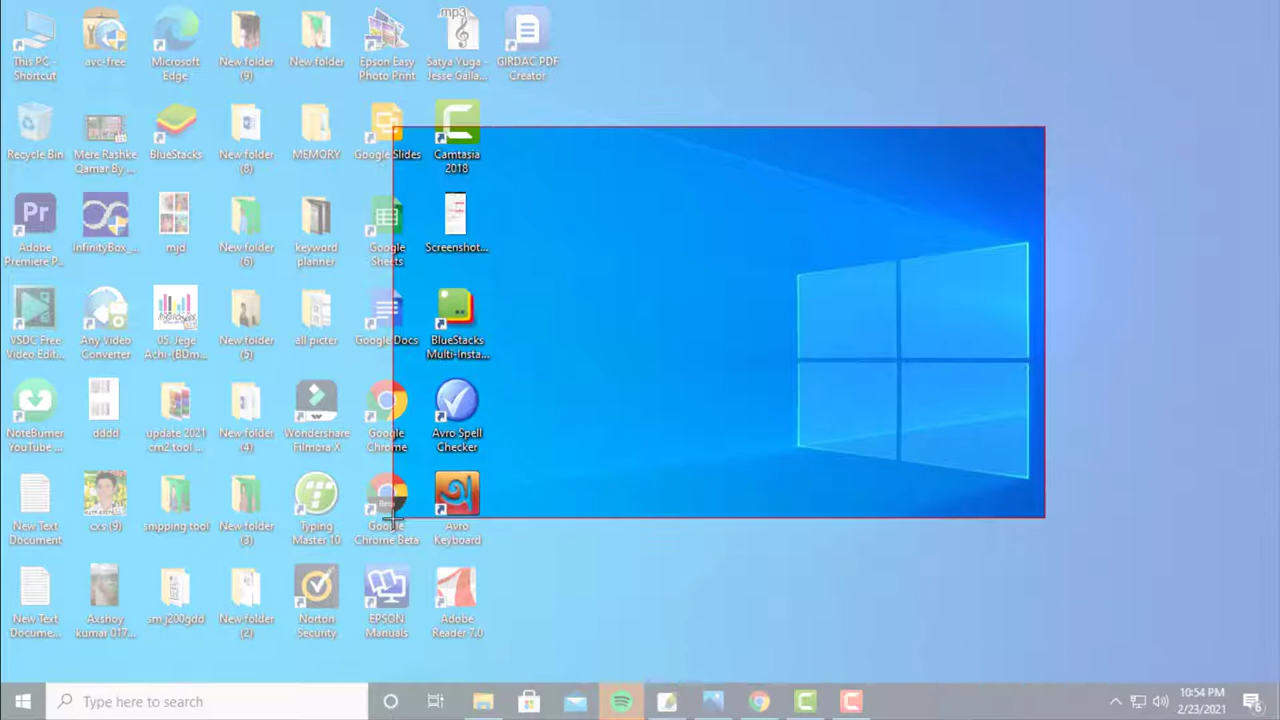 mp3
This PC -
Shortcut
avc-free
Microsoft
Edge
New folder
(9)
New folder
Epson Easy
Photo Print
Satya Yuga -
Jesse Galla...
GIRDAC PDF
Creator
Recycle Bin
Mere Rashke
Qamar By ...
BlueStacks
New folder
(8)
MEMORY
Google Slides
Camtasia
2018
Pr
Adobe
Premiere P...
InfinityBox_...
mjd
New folder
(6)
keyword
planner
Google
Sheets
Screenshot...
VSDC Free
Video Edit...
Any Video
Converter
05. Jege
Achi-(BDm...
New folder
(5)
all picter
Google Docs
BlueStacks
Multi-Insta...
NoteBurner
YouTube ...
dddd
update 2021
cm2 tool ...
New folder
(4)
Wondershare
Filmora X
Google
Chrome
Avro Spell
Checker
Beta
অ
New Text
Document
cxs (9)
snipping tool
New folder
(3)
Typing
Master 10
Google
Chrome Beta
Avro
Keyboard
New Text
Docume...
Akshoy
kumar 017...
sm j200gdd
New folder
(2)
Norton
Security
EPSON
Manuals
Adobe
Reader 7.0
Type here to search
10:54 PM
2/23/2021
6